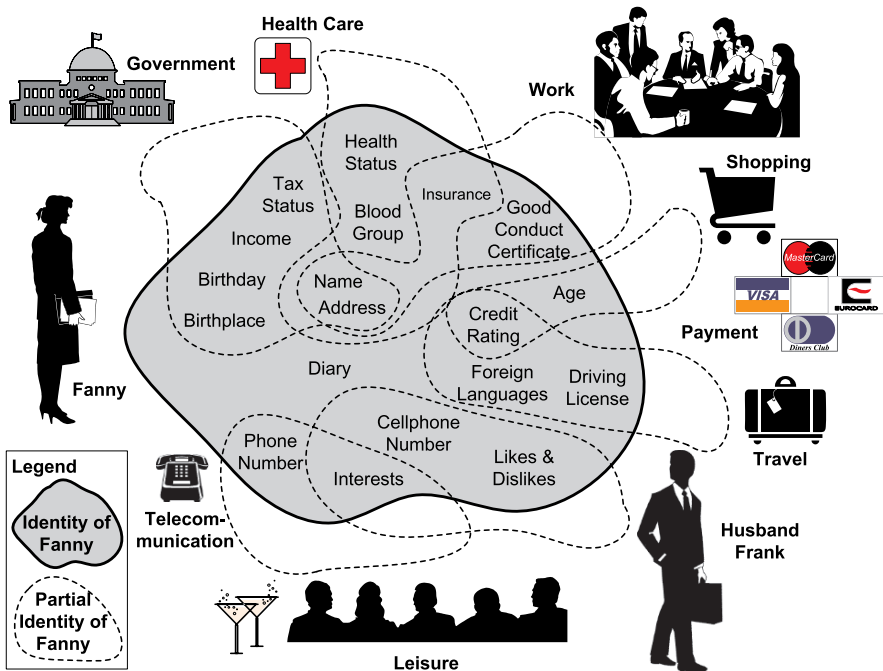 Health Care
Government
Work
Shopping
Health
Status
Tax
Status
Insurance
Blood
Group
Good
Conduct
Certificate
Income
MasterCard
VISA
EUROCARD
Diners Club
Birthday
Name
Address
Age
Birthplace
Credit
Rating
Payment
Diary
Foreign
Languages
Driving
License
Fanny
Cellphone
Number
Phone
Number
Interests
Likes &
Dislikes
Travel
Legend
Identity of
Fanny
Partial
Identity of
Fanny
Telecom-
munication
Husband
Frank
Leisure